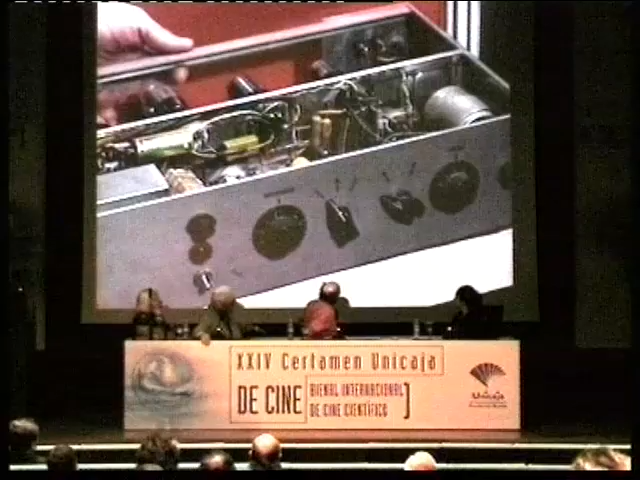 XXIV Certamen Unicaja
DE CINE
BIENAL INTERNACIONAL
DE CINE CIENTÍFICO
Unicaja